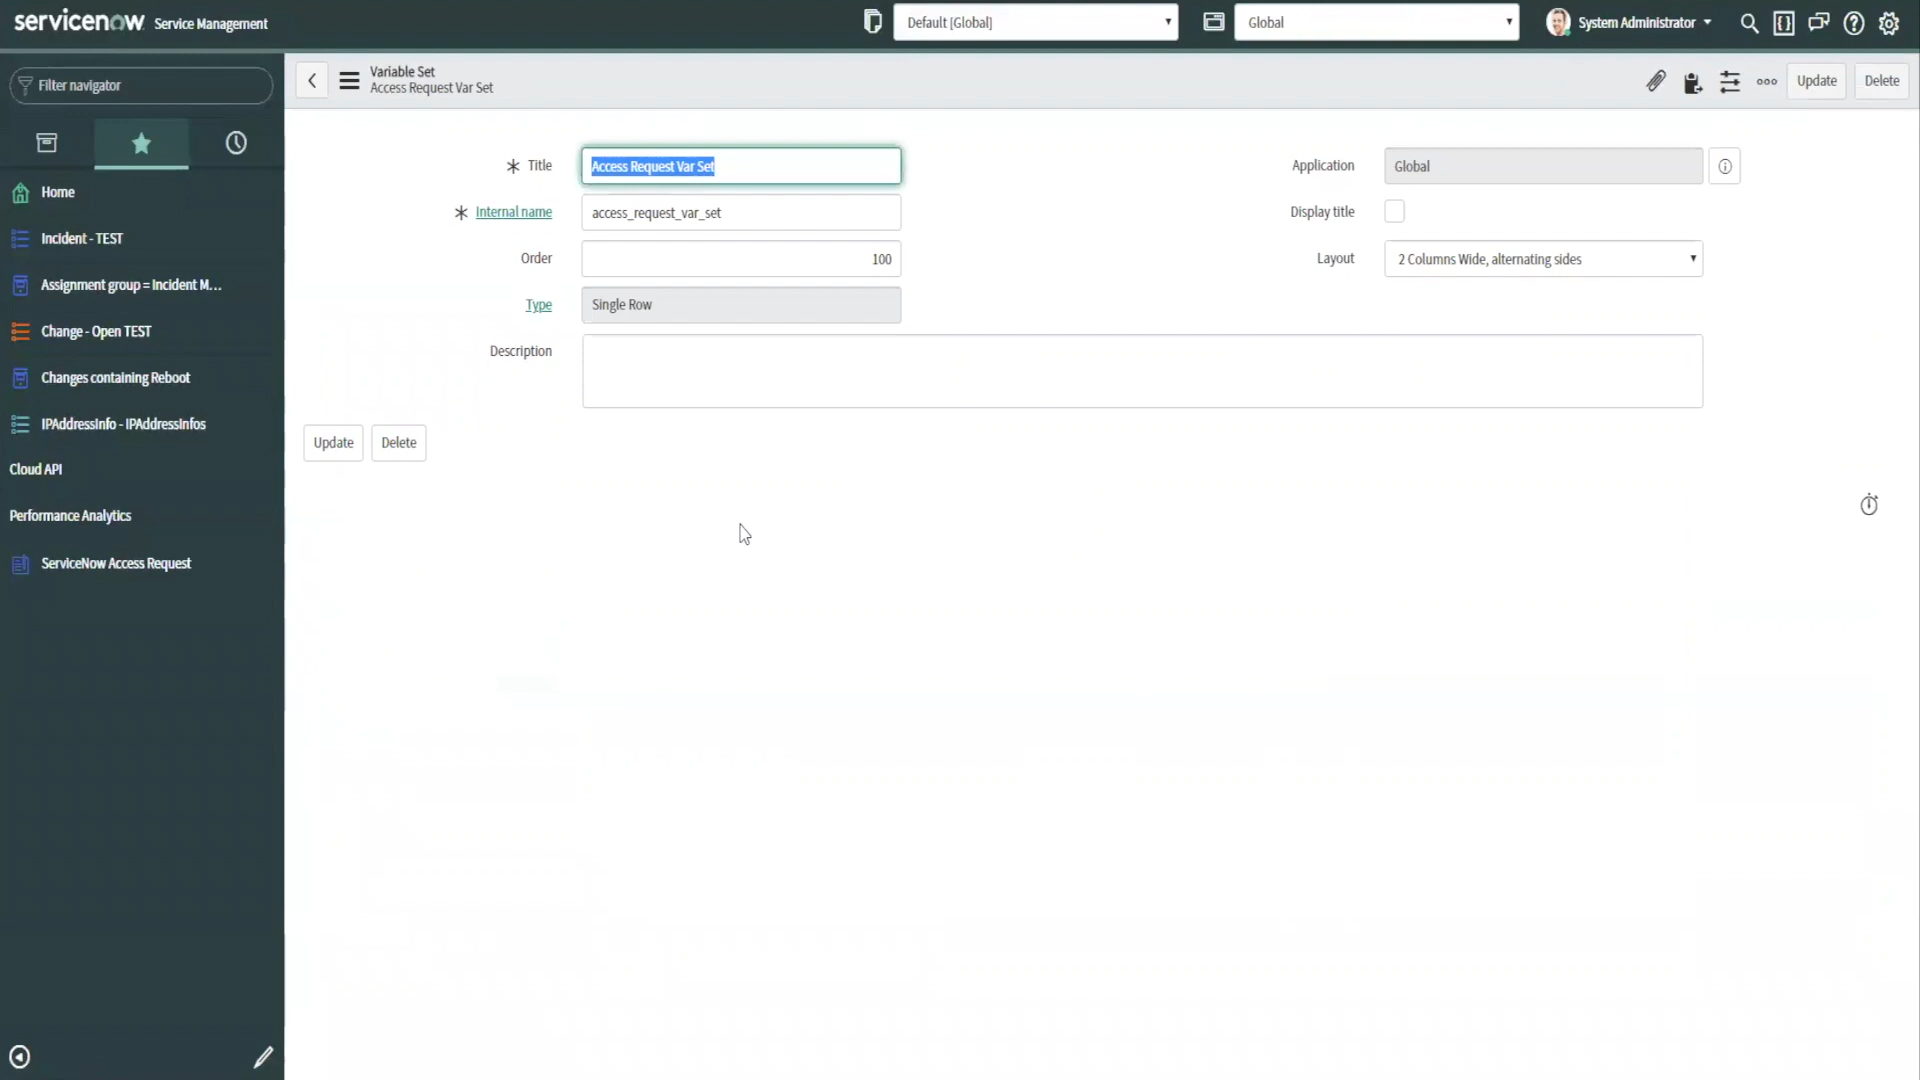 servicenow Service Management
Default [Global]
Global
System Administrator
Filter navigator
Variable Set
Access Request Var Set
Update
Delete
Home
Incident - TEST
Assignment group = Incident M...
Change - Open TEST
Changes containing Reboot
IPAddressInfo - IPAddressInfos
Cloud API
Performance Analytics
ServiceNow Access Request
Title
Access Request Var Set
Internal name
access_request_var_set
Order
100
Type
Single Row
Description
Application
Global
Display title
Layout
2 Columns Wide, alternating sides
Update
Delete